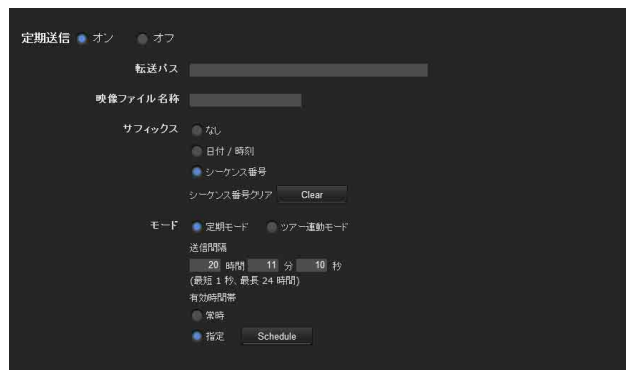 定期送信 オン オフ
転送パス
映像ファイル名称
サフィックス なし
日付 / 時刻
シーケンス番号
シーケンス番号クリア Clear
モード 定期モード ツアー連動モード
送信間隔
20 時間 11 分 10 秒
(最短 1 秒、最長 24 時間)
有効時間帯
常時
指定 Schedule